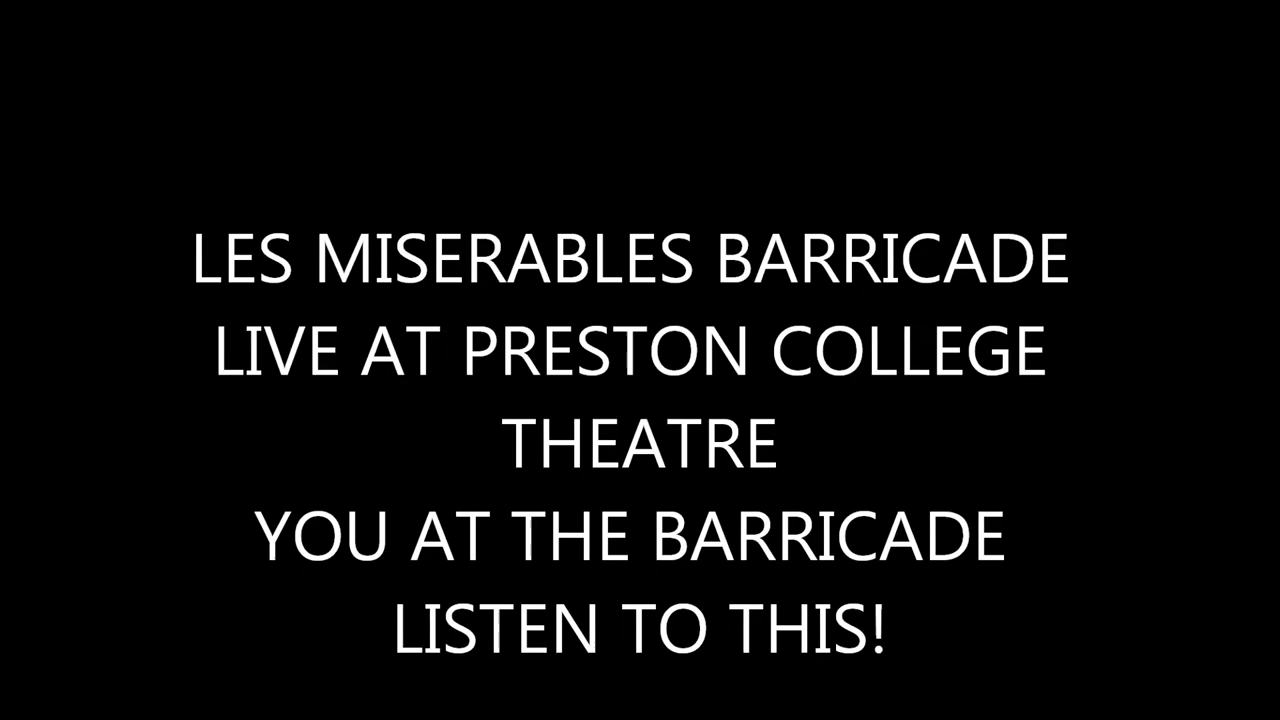 LES MISERABLES BARRICADE
LIVE AT PRESTON COLLEGE
THEATRE
YOU AT THE BARRICADE
LISTEN TO THIS!